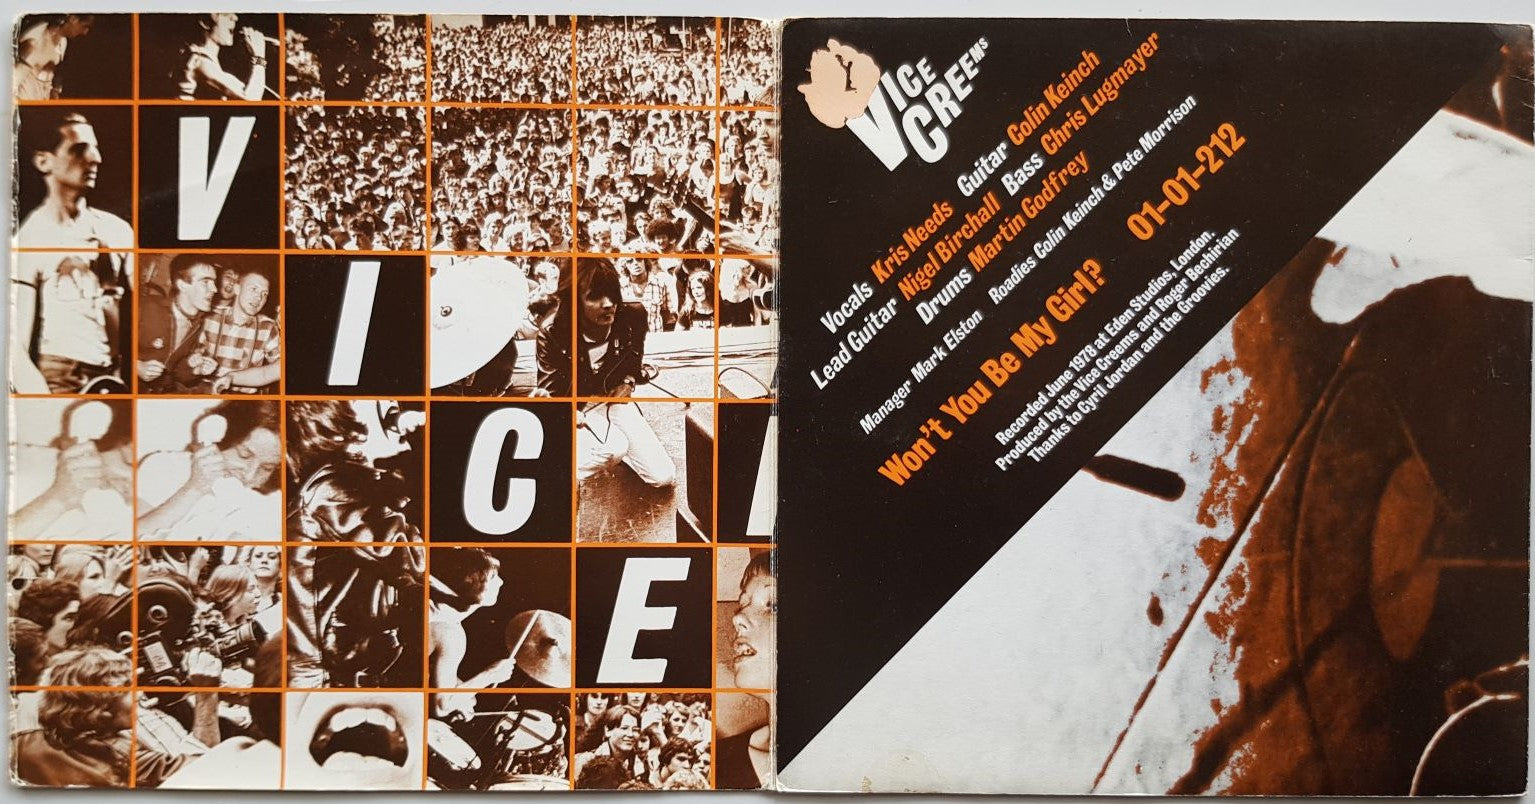 V
I
C
E
VICE
CREEMS
Vocals Kris Needs Guitar Colin Keinch
Lead Guitar Nigel Birchall Bass Chris Lugmayer
Drums Martin Godfrey
Manager Mark Elston Roadies Colin Keinch & Pete Morrison
Won't You Be My Girl? 01-01-212
Recorded June 1978 at Eden Studios, London.
Produced by the Vice Creems and Roger Bechirian
Thanks to Cyril Jordan and the Groovies.